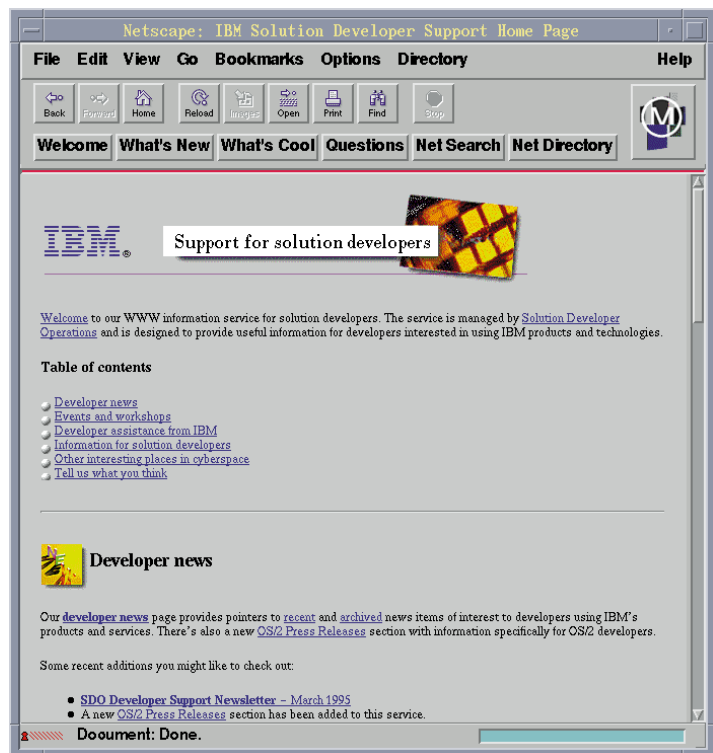 Netscape: IBM Solution Developer Support Home Page
File Edit View Go Bookmarks Options Directory Help
Back Forward Home Reload Images Open Print Find Stop
M
Welcome What's New What's Cool Questions Net Search Net Directory
IBM® Support for solution developers
Welcome to our WWW information service for solution developers. The service is managed by Solution Developer
Operations and is designed to provide useful information for developers interested in using IBM products and technologies.
Table of contents
Developer news
Events and workshops
Developer assistance from IBM
Information for solution developers
Other interesting places in cyberspace
Tell us what you think
Developer news
Our developer news page provides pointers to recent and archived news items of interest to developers using IBM's
products and services. There's also a new OS/2 Press Releases section with information specifically for OS/2 developers.
Some recent additions you might like to check out:
SDO Developer Support Newsletter – March 1995
A new OS/2 Press Releases section has been added to this service.
Document: Done.